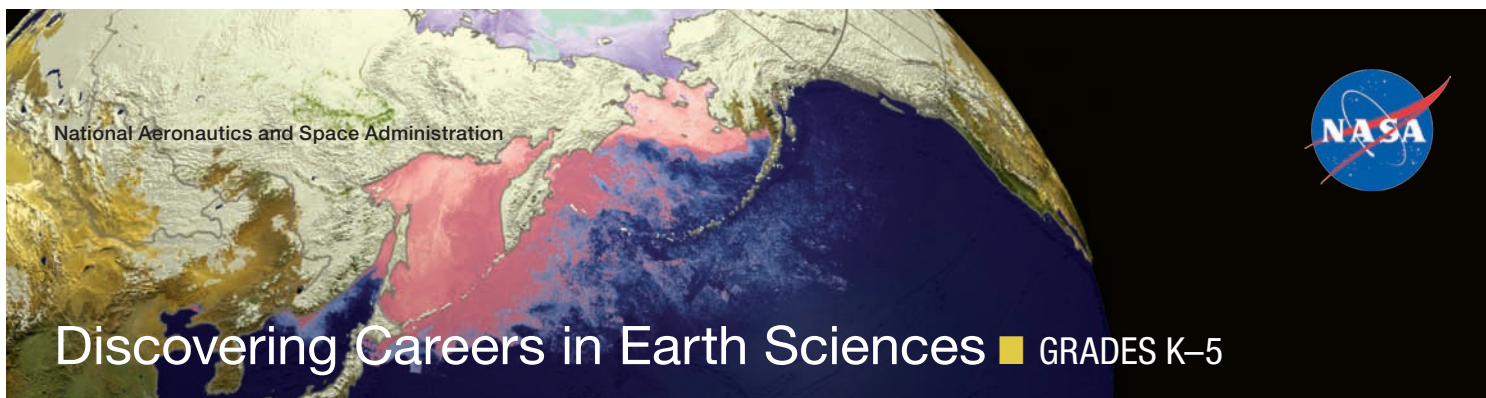 National Aeronautics and Space Administration
NASA
Discovering Careers in Earth Sciences ■ GRADES K–5